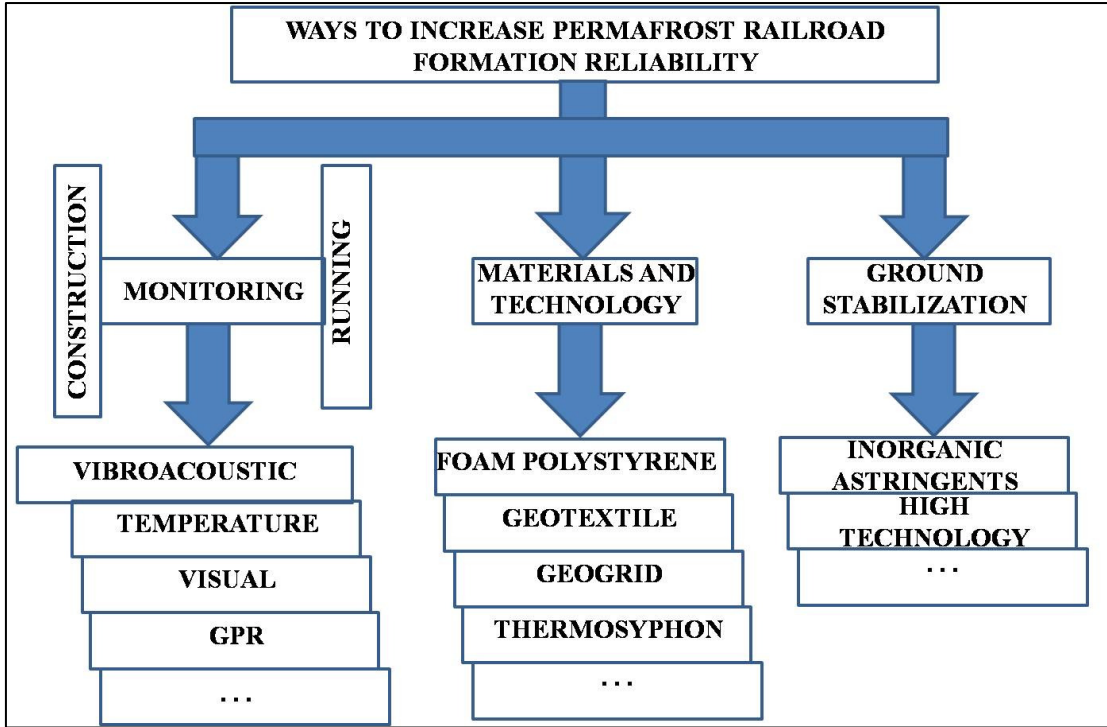 WAYS TO INCREASE PERMAFROST RAILROAD
FORMATION RELIABILITY
CONSTRUCTION
MONITORING
RUNNING
MATERIALS AND
TECHNOLOGY
GROUND
STABILIZATION
VIBROACOUSTIC
TEMPERATURE
VISUAL
GPR
...
FOAM POLYSTYRENE
GEOTEXTILE
GEOGRID
THERMOSYPHON
...
INORGANIC
ASTRINGENTS
HIGH
TECHNOLOGY
...